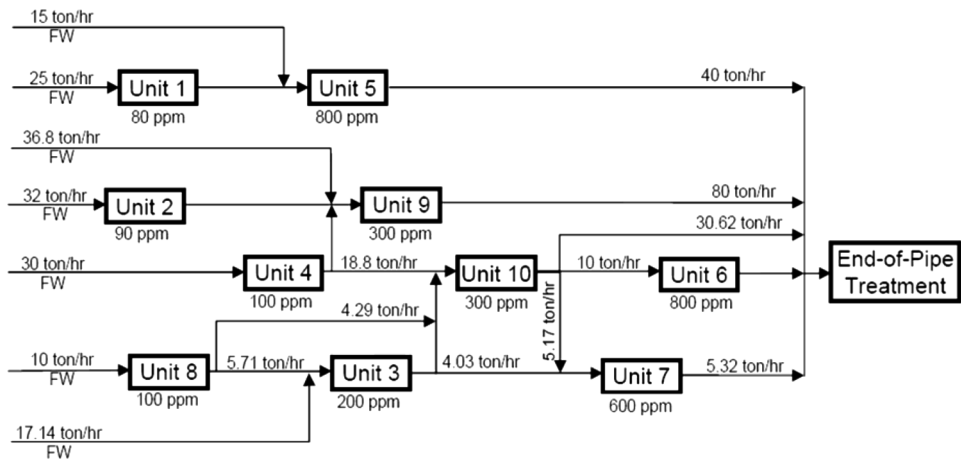 15 ton/hr
FW
25 ton/hr
FW
Unit 1
80 ppm
Unit 5
800 ppm
40 ton/hr
36.8 ton/hr
FW
32 ton/hr
FW
Unit 2
90 ppm
Unit 9
300 ppm
80 ton/hr
30.62 ton/hr
30 ton/hr
FW
Unit 4
100 ppm
18.8 ton/hr
Unit 10
300 ppm
10 ton/hr
Unit 6
800 ppm
End-of-Pipe
Treatment
4.29 ton/hr
5.17 ton/hr
10 ton/hr
FW
Unit 8
100 ppm
5.71 ton/hr
Unit 3
200 ppm
4.03 ton/hr
Unit 7
600 ppm
5.32 ton/hr
17.14 ton/hr
FW